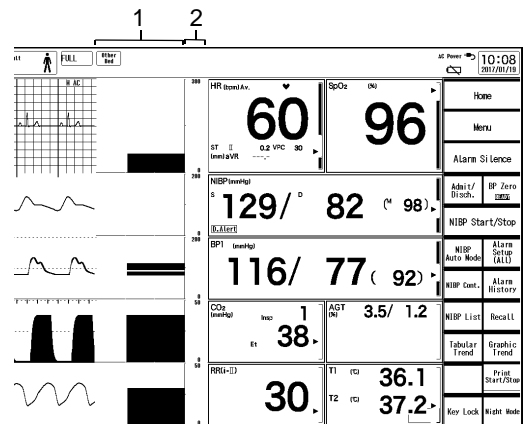 1 2
FULL
Other Bed
AC Power
10:08
2017/01/19
M AC
300
0
HR (bpm) Av.
60
ST II 0.2 VPC 30
(mm) aVR --.--
SpO2 (%)
96
Home
Menu
Alarm Silence
200
0
NIBP(mmHg)
S 129/ D 82 (M 98)
D.Alert
Admit/ Disch.
BP Zero
READY
NIBP Start/Stop
200
0
BP1 (mmHg)
116/ 77 ( 92)
NIBP Auto Mode
Alarm Setup (All)
NIBP Cont.
Alarm History
50
0
CO2 (mmHg)
Insp 1
Et 38
AGT (%)
3.5/ 1.2
NIBP List
Recall
Tabular Trend
Graphic Trend
50
RR(i-II)
30
T1 (℃) 36.1
T2 (℃) 37.2
Print Start/Stop
Key Lock
Night Mode